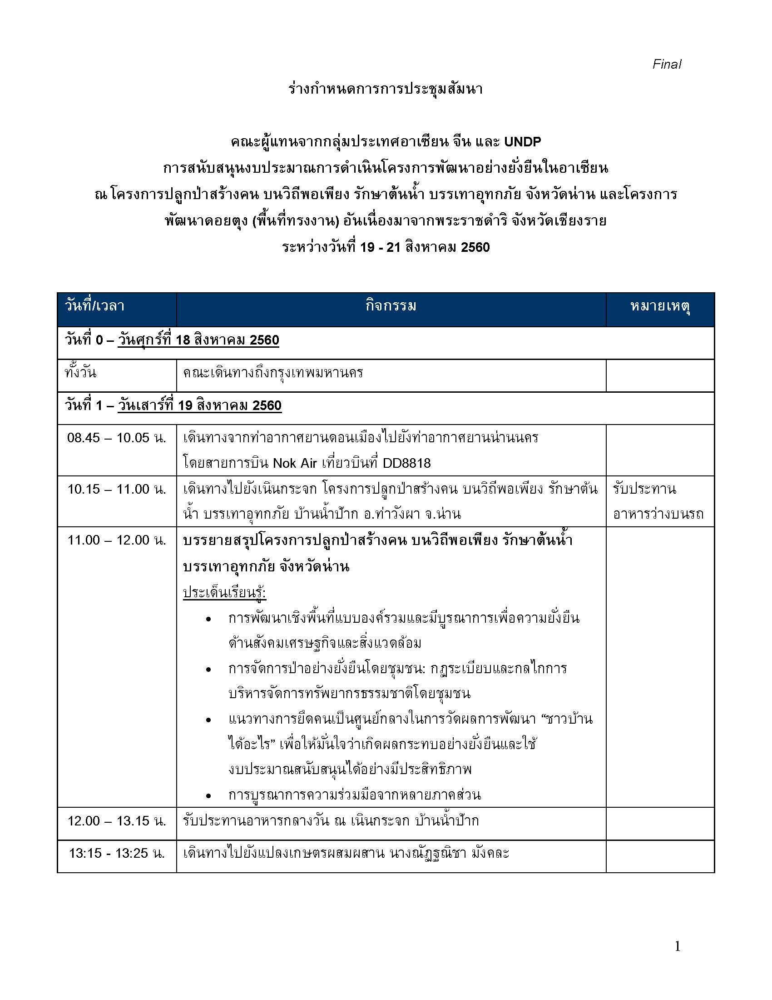 Final
ร่างกำหนดการการประชุมสัมนา
คณะผู้แทนจากกลุ่มประเทศอาเซียน จีน และ UNDP
การสนับสนุนงบประมาณการดำเนินโครงการพัฒนาอย่างยั่งยืนในอาเซียน
ณ โครงการปลูกป่าสร้างคน บนวิถีพอเพียง รักษาต้นน้ำ บรรเทาอุทกภัย จังหวัดน่าน และโครงการ
พัฒนาดอยตุง (พื้นที่ทรงงาน) อันเนื่องมาจากพระราชดำริ จังหวัดเชียงราย
ระหว่างวันที่ 19 - 21 สิงหาคม 2560
วันที่/เวลา กิจกรรม หมายเหตุ
วันที่ 0 – วันศุกร์ที่ 18 สิงหาคม 2560
ทั้งวัน คณะเดินทางถึงกรุงเทพมหานคร
วันที่ 1 – วันเสาร์ที่ 19 สิงหาคม 2560
08.45 – 10.05 น. เดินทางจากท่าอากาศยานดอนเมืองไปยังท่าอากาศยานน่านนคร
โดยสายการบิน Nok Air เที่ยวบินที่ DD8818
10.15 – 11.00 น. เดินทางไปยังเนินกระจก โครงการปลูกป่าสร้างคน บนวิถีพอเพียง รักษาต้น รับประทาน
น้ำ บรรเทาอุทกภัย บ้านน้ำป้าก อ.ท่าวังผา จ.น่าน อาหารว่างบนรถ
11.00 – 12.00 น. บรรยายสรุปโครงการปลูกป่าสร้างคน บนวิถีพอเพียง รักษาต้นน้ำ
บรรเทาอุทกภัย จังหวัดน่าน
ประเด็นเรียนรู้:
• การพัฒนาเชิงพื้นที่แบบองค์รวมและมีบูรณาการเพื่อความยั่งยืน
ด้านสังคมเศรษฐกิจและสิ่งแวดล้อม
• การจัดการป่าอย่างยั่งยืนโดยชุมชน: กฎระเบียบและกลไกการ
บริหารจัดการทรัพยากรธรรมชาติโดยชุมชน
• แนวทางการยึดคนเป็นศูนย์กลางในการวัดผลการพัฒนา “ชาวบ้าน
ได้อะไร” เพื่อให้มั่นใจว่าเกิดผลกระทบอย่างยั่งยืนและใช้
งบประมาณสนับสนุนได้อย่างมีประสิทธิภาพ
• การบูรณาการความร่วมมือจากหลายภาคส่วน
12.00 – 13.15 น. รับประทานอาหารกลางวัน ณ เนินกระจก บ้านน้ำป้าก
13:15 - 13:25 น. เดินทางไปยังแปลงเกษตรผสมผสาน นางณัฏฐณิชา มังคละ
1